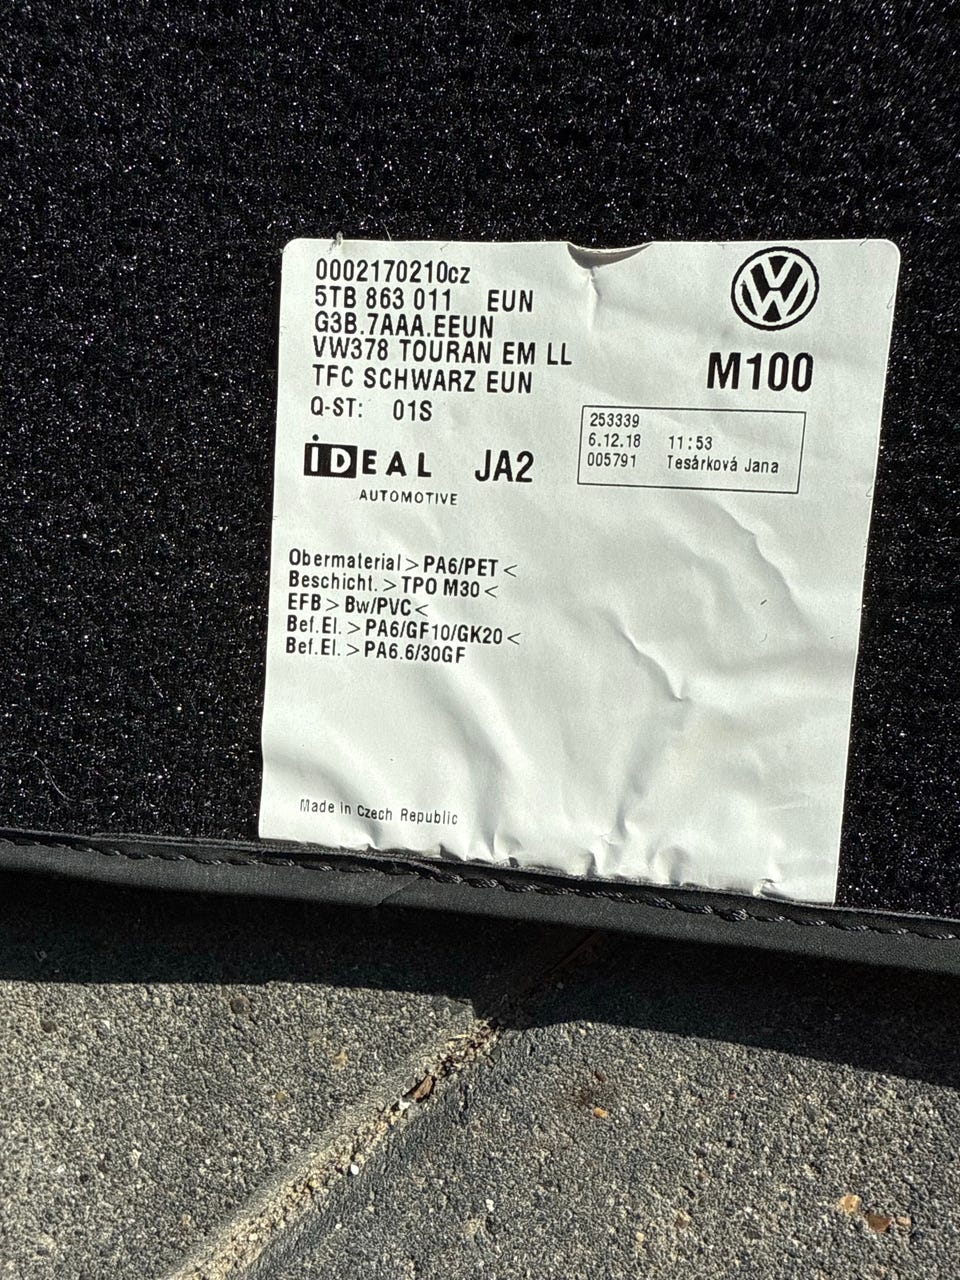 0002170210cz
5TB 863 011 EUN
G3B.7AAA.EEUN
VW378 TOURAN EM LL
TFC SCHWARZ EUN
Q-ST: 01S
M100
253339
6.12.18 11:53
005791 Tesárková Jana
iDEAL JA2
AUTOMOTIVE
Obermaterial > PA6/PET <
Beschicht. > TPO M30 <
EFB > Bw/PVC <
Bef.El. > PA6/GF10/GK20 <
Bef.El. > PA6.6/30GF
Made in Czech Republic